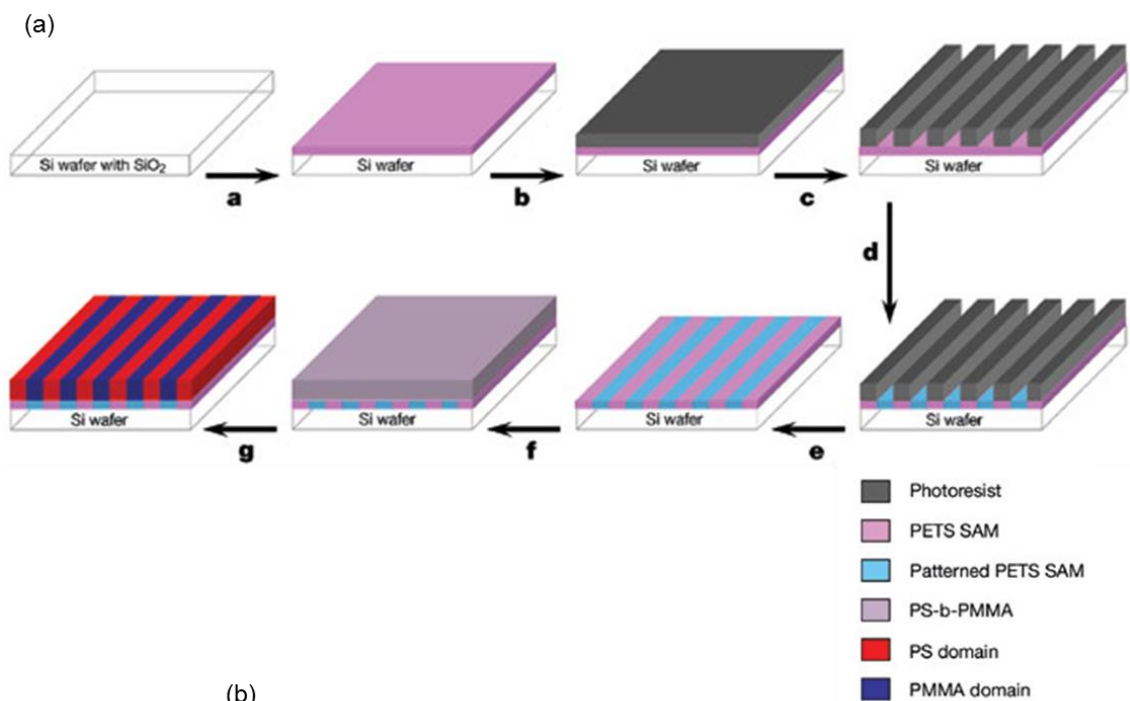 (a)
Si wafer with SiO₂
a
Si wafer
b
Si wafer
c
Si wafer
d
Si wafer
g
Si wafer
f
Si wafer
e
Si wafer
Photoresist
PETS SAM
Patterned PETS SAM
PS-b-PMMA
PS domain
PMMA domain
(b)